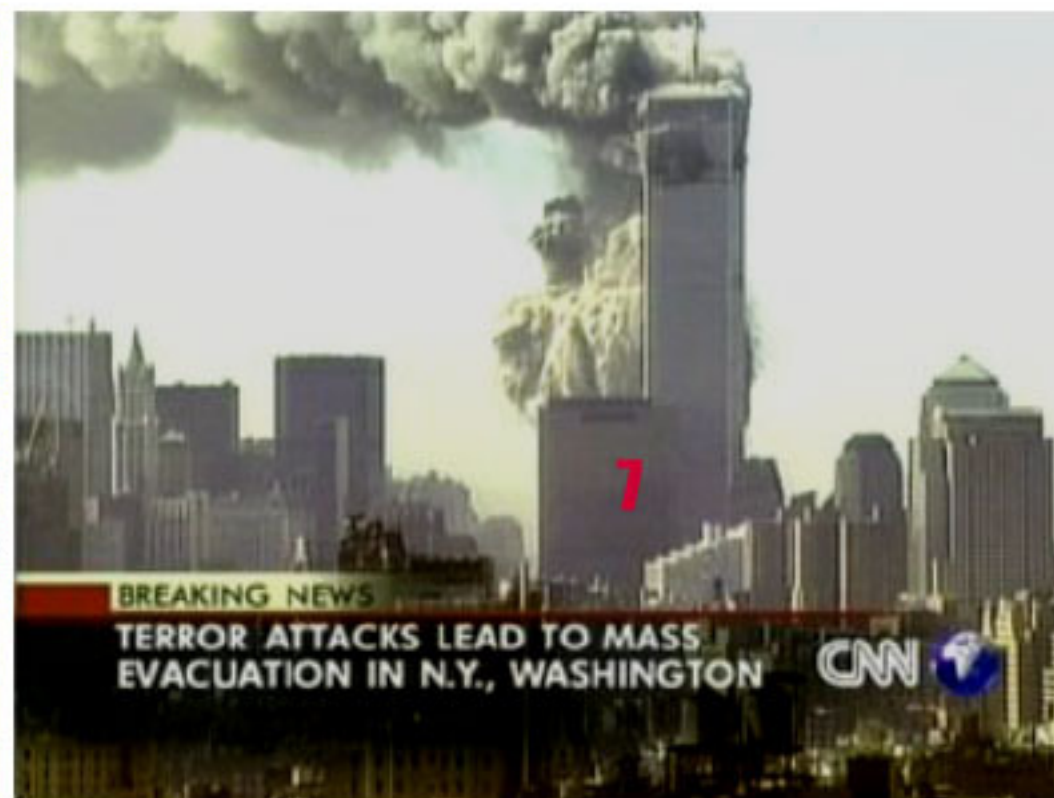 7
BREAKING NEWS
TERROR ATTACKS LEAD TO MASS
EVACUATION IN N.Y., WASHINGTON
CNN